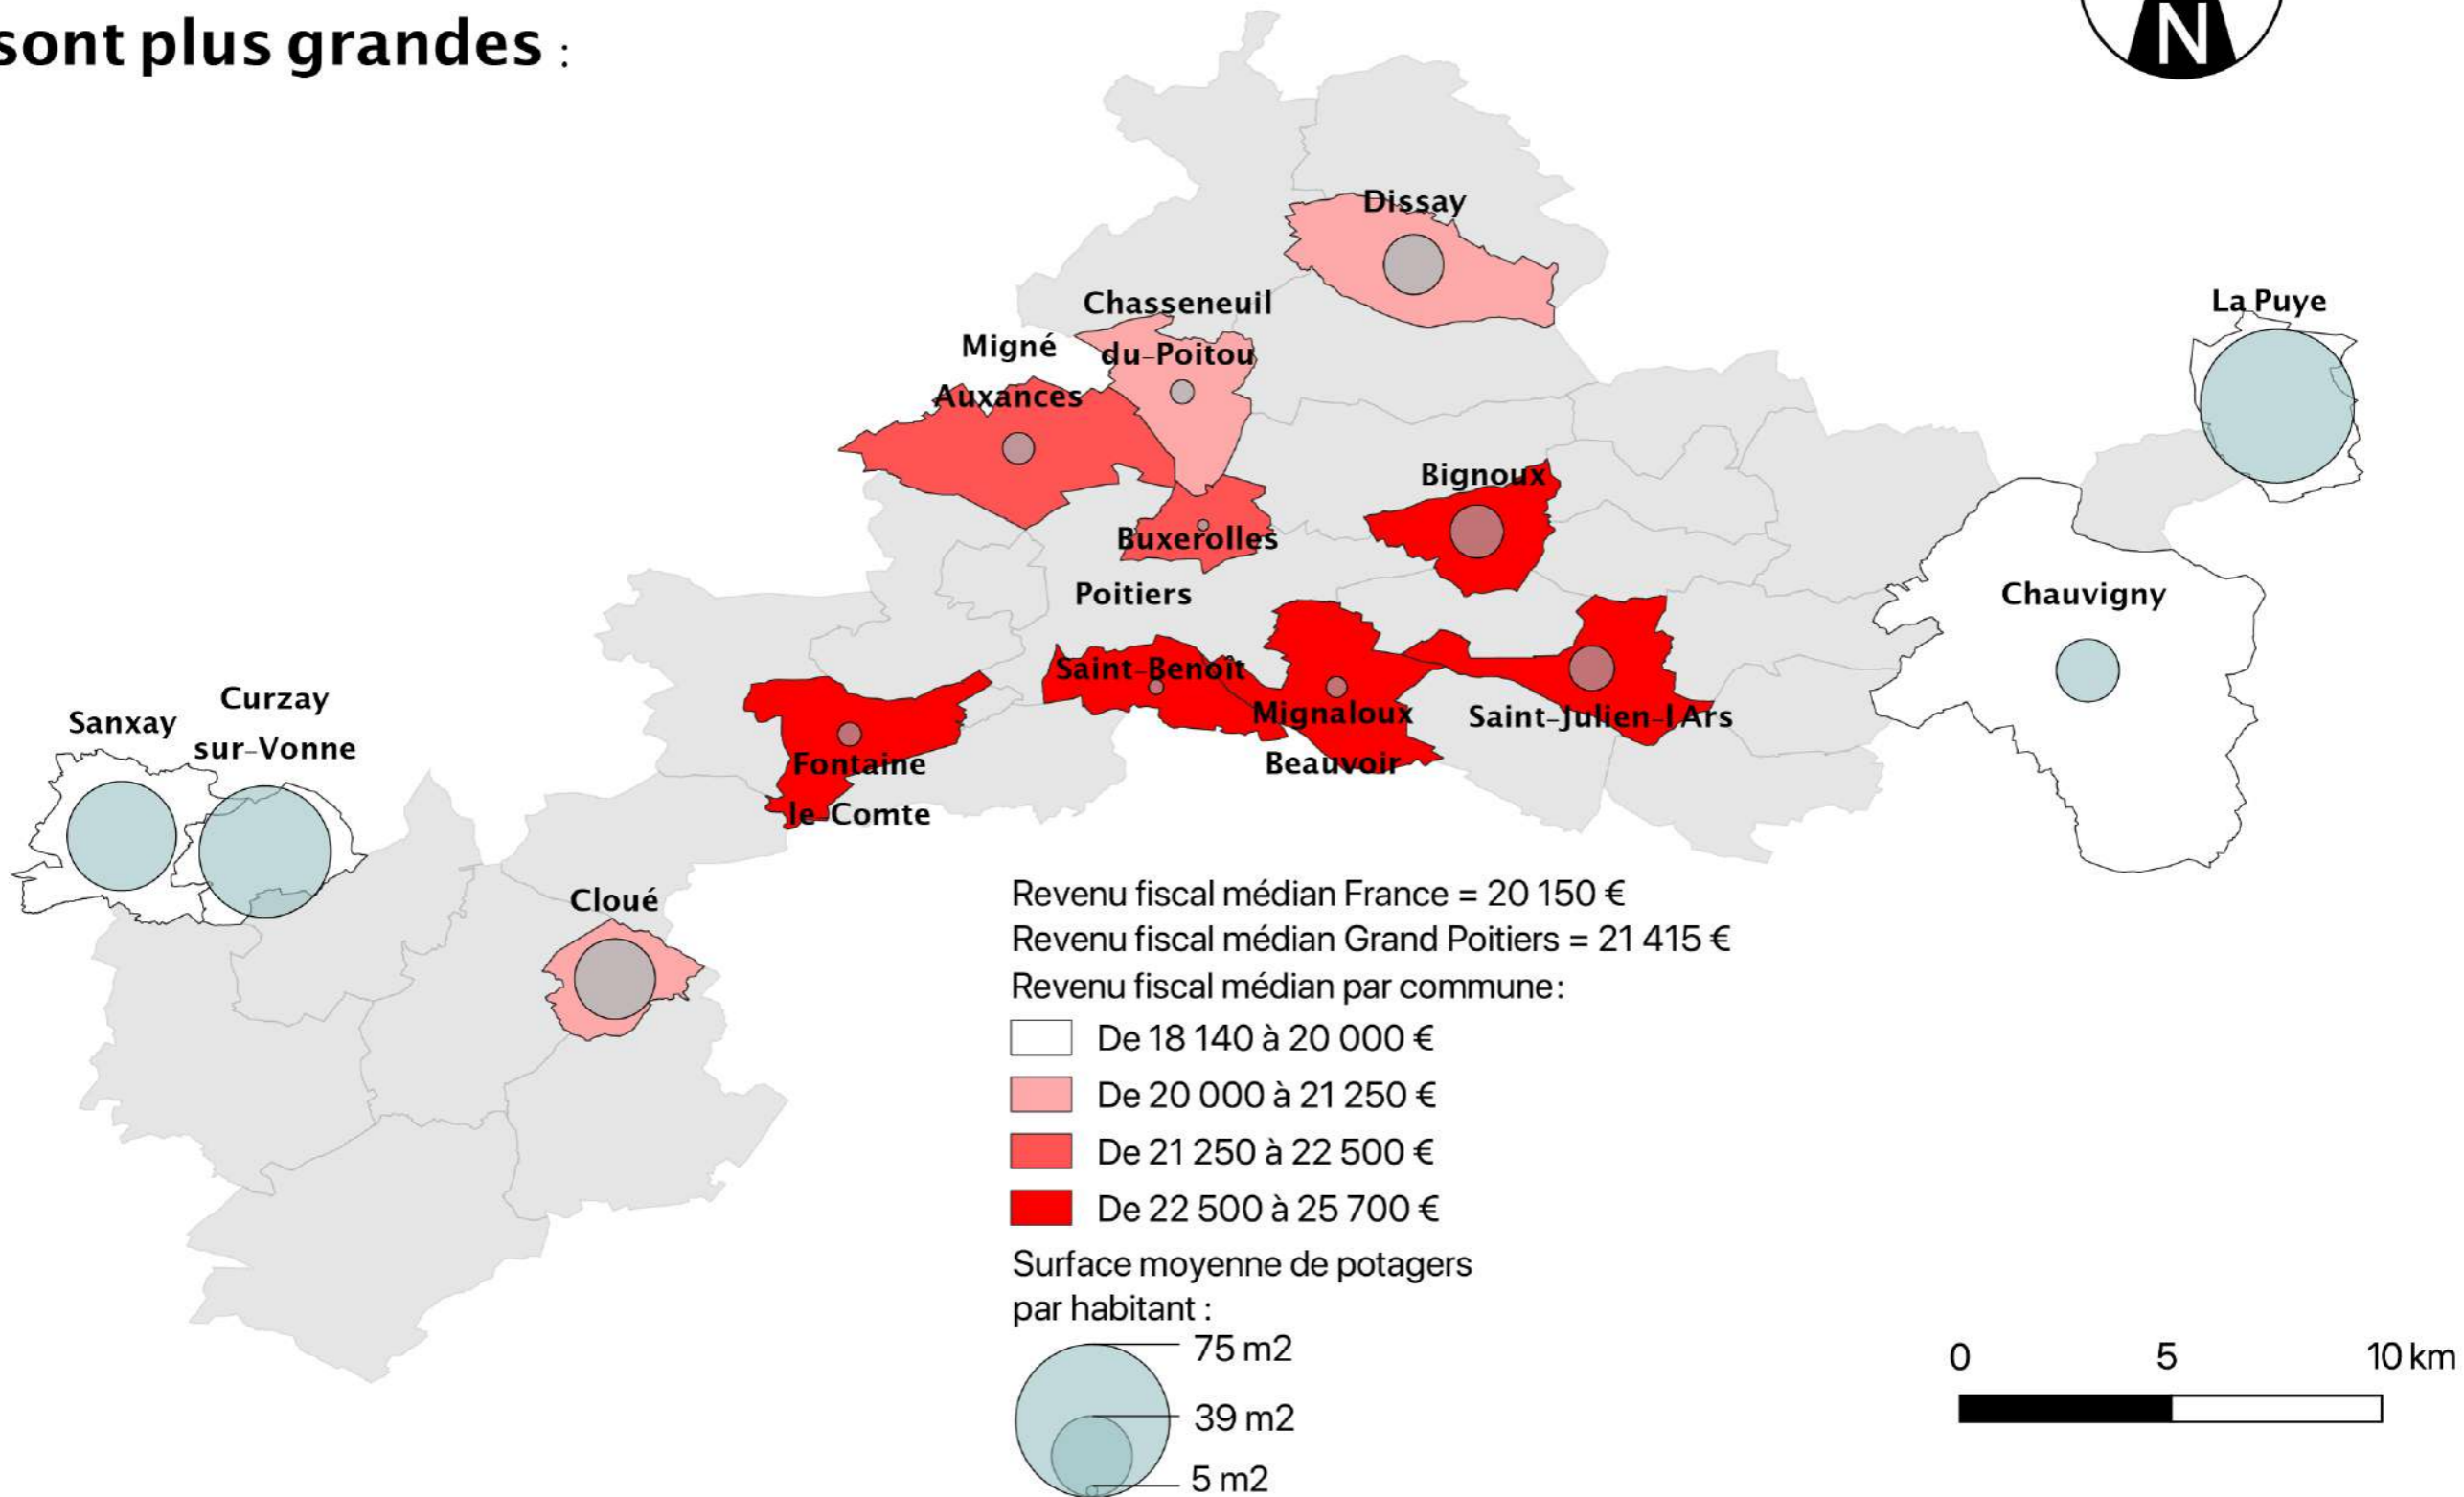 sont plus grandes :
N
Dissay
Chasseneuil
du-Poitou
La Puye
Migné
Auxances
Bignoux
Buxerolles
Poitiers
Chauvigny
Saint-Benoît
Mignaloux
Beauvoir
Saint-Julien-l Ars
Curzay
sur-Vonne
Sanxay
Fontaine
le-Comte
Cloué
Revenu fiscal médian France = 20 150 €
Revenu fiscal médian Grand Poitiers = 21 415 €
Revenu fiscal médian par commune :
De 18 140 à 20 000 €
De 20 000 à 21 250 €
De 21 250 à 22 500 €
De 22 500 à 25 700 €
Surface moyenne de potagers
par habitant :
75 m2
39 m2
5 m2
0 5 10 km